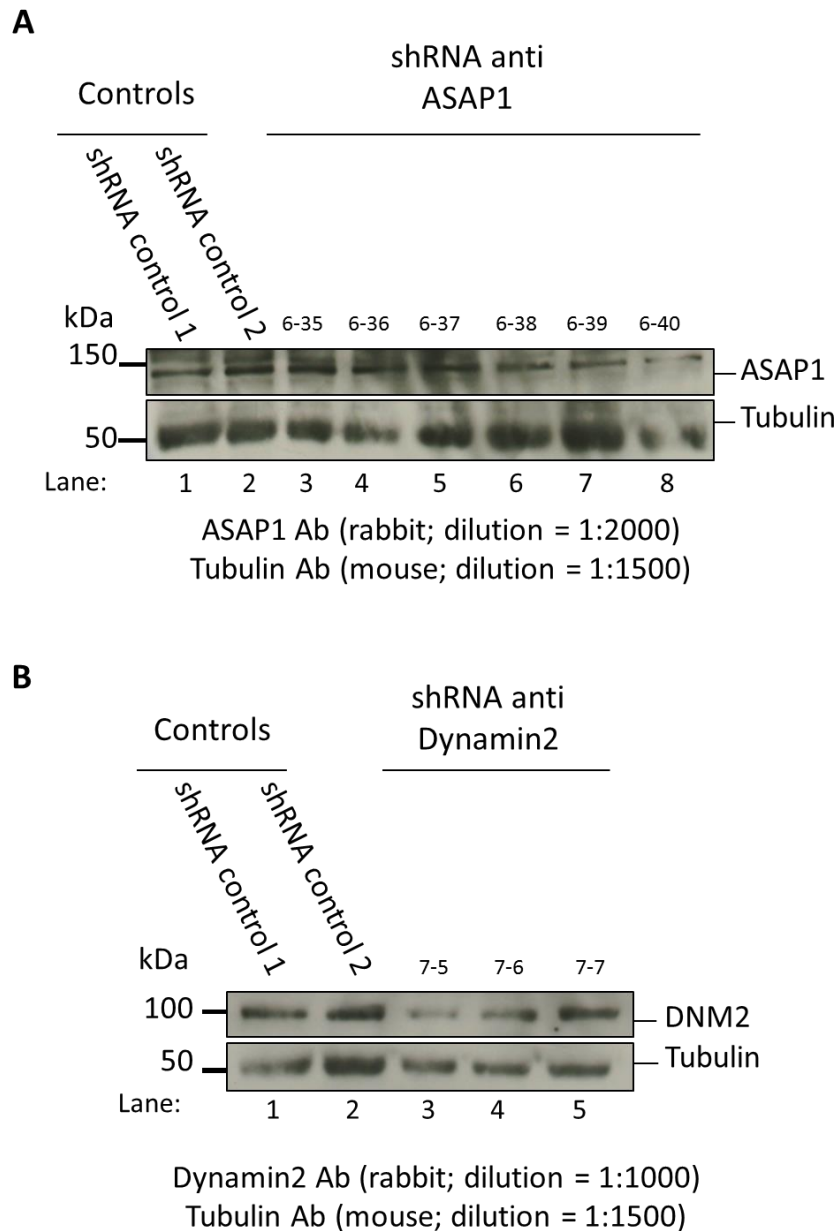 A
Controls
shRNA anti
ASAP1
shRNA control 1
shRNA control 2
kDa
6-35 6-36 6-37 6-38 6-39 6-40
150
ASAP1
Tubulin
50
Lane: 1 2 3 4 5 6 7 8
ASAP1 Ab (rabbit; dilution = 1:2000)
Tubulin Ab (mouse; dilution = 1:1500)
B
Controls
shRNA anti
Dynamin2
shRNA control 1
shRNA control 2
kDa
7-5 7-6 7-7
100
DNM2
50
Tubulin
Lane: 1 2 3 4 5
Dynamin2 Ab (rabbit; dilution = 1:1000)
Tubulin Ab (mouse; dilution = 1:1500)